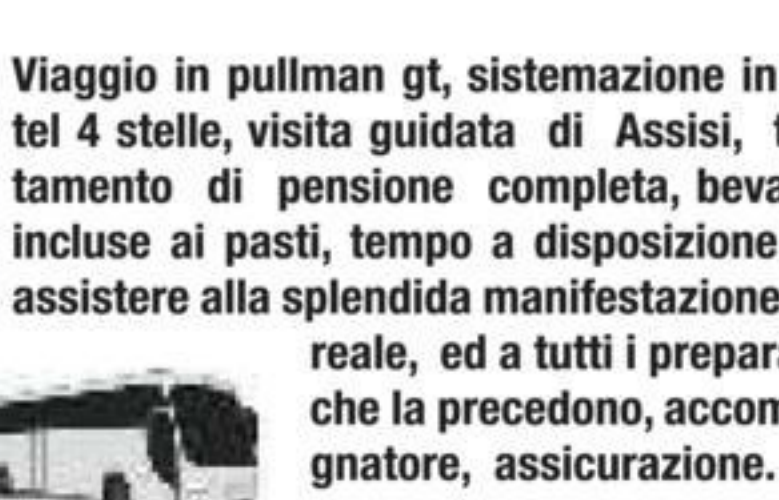 Viaggio in pullman gt, sistemazione in
tel 4 stelle, visita guidata di Assisi, t
tamento di pensione completa, beva
incluse ai pasti, tempo a disposizione
assistere alla splendida manifestazione
reale, ed a tutti i prepara
che la precedono, accom
gnatore, assicurazione.